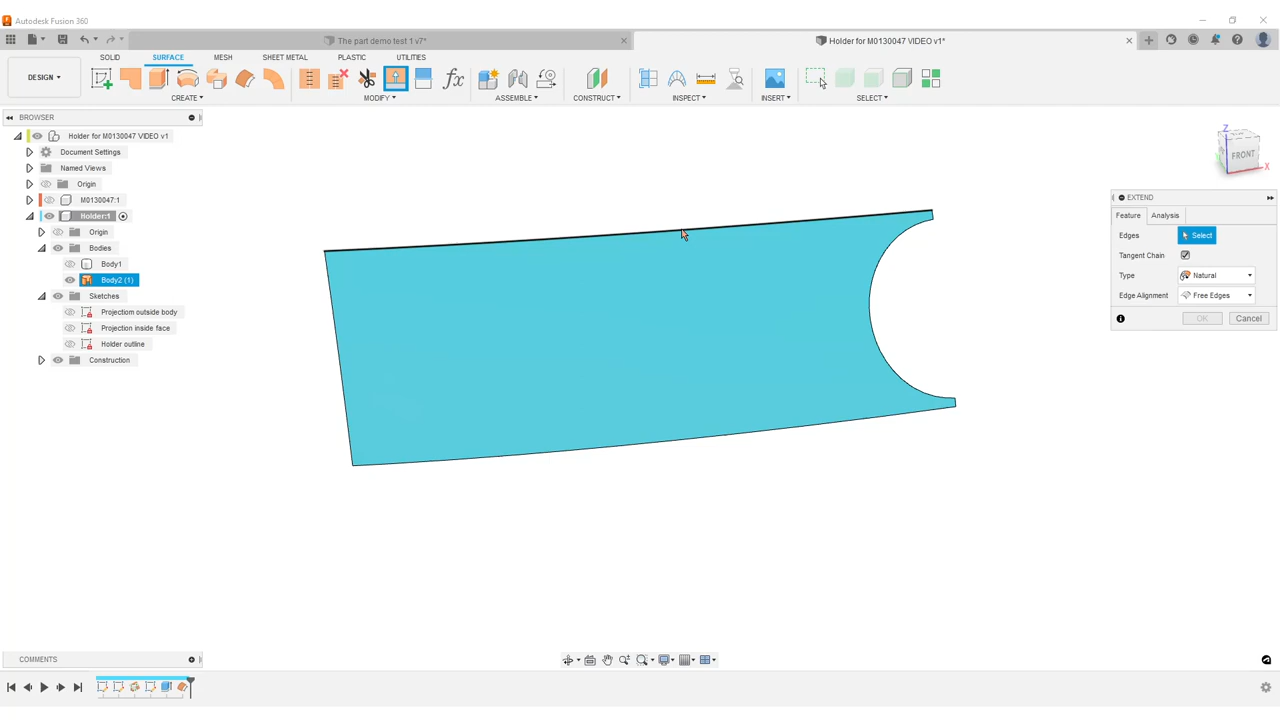 Autodesk Fusion 360
The part demo test 1 v7*
Holder for M0130047 VIDEO v1*
SOLID SURFACE MESH SHEET METAL PLASTIC UTILITIES
DESIGN
CREATE MODIFY ASSEMBLE CONSTRUCT INSPECT INSERT SELECT
BROWSER
Holder for M0130047 VIDEO v1
Document Settings
Named Views
Origin
M0130047:1
Holder:1
Origin
Bodies
Body1
Body2 (1)
Sketches
Projectiom outside body
Projection inside face
Holder outline
Construction
Z
FRONT
X
EXTEND
Feature Analysis
Edges Select
Tangent Chain
Type Natural
Edge Alignment Free Edges
OK Cancel
COMMENTS